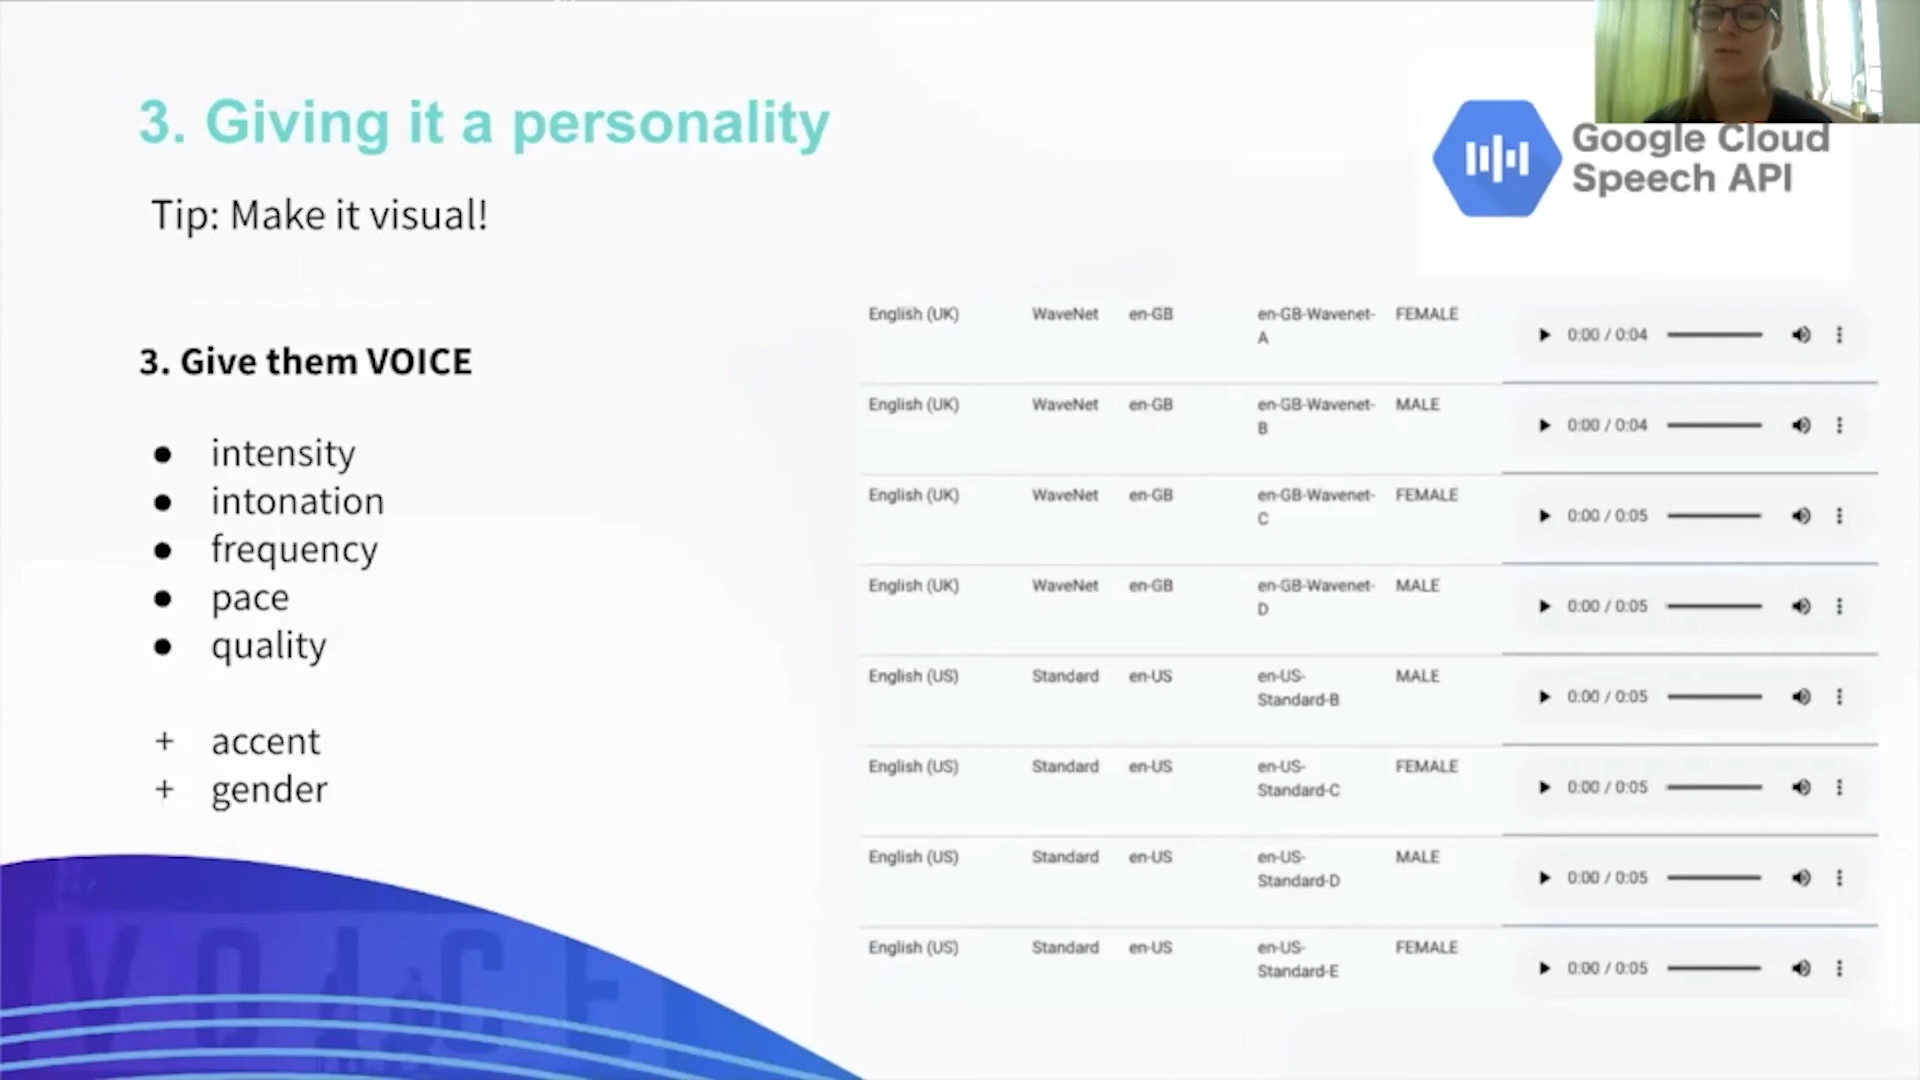 3. Giving it a personality
Tip: Make it visual!
Google Cloud
Speech API
3. Give them VOICE
● intensity
● intonation
● frequency
● pace
● quality
+ accent
+ gender
English (UK) WaveNet en-GB en-GB-Wavenet- FEMALE
A
0:00 / 0:04
English (UK) WaveNet en-GB en-GB-Wavenet- MALE
B
0:00 / 0:04
English (UK) WaveNet en-GB en-GB-Wavenet- FEMALE
C
0:00 / 0:05
English (UK) WaveNet en-GB en-GB-Wavenet- MALE
D
0:00 / 0:05
English (US) Standard en-US en-US- MALE
Standard-B
0:00 / 0:05
English (US) Standard en-US en-US- FEMALE
Standard-C
0:00 / 0:05
English (US) Standard en-US en-US- MALE
Standard-D
0:00 / 0:05
English (US) Standard en-US en-US- FEMALE
Standard-E
0:00 / 0:05
VOICE